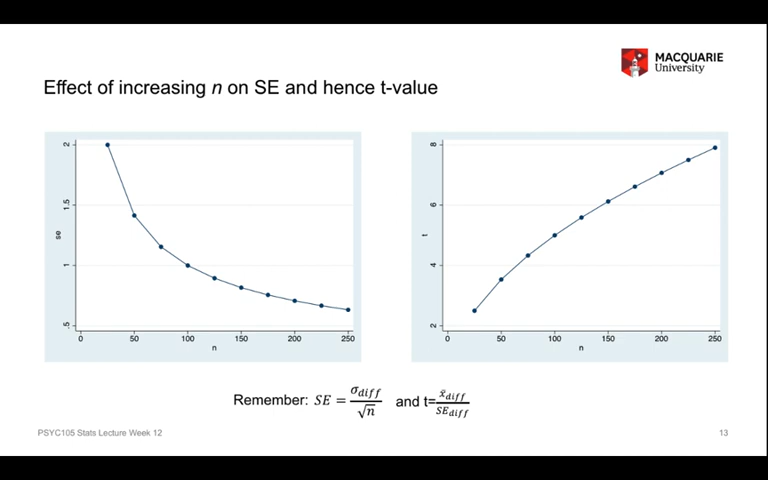 MACQUARIE
University
Effect of increasing n on SE and hence t-value
2
1.5
1
.5
se
0 50 100 150 200 250
n
8
6
4
2
t
0 50 100 150 200 250
n
Remember: SE = σdiff/√n and t=x̄diff/SEdiff
PSYC105 Stats Lecture Week 12
13